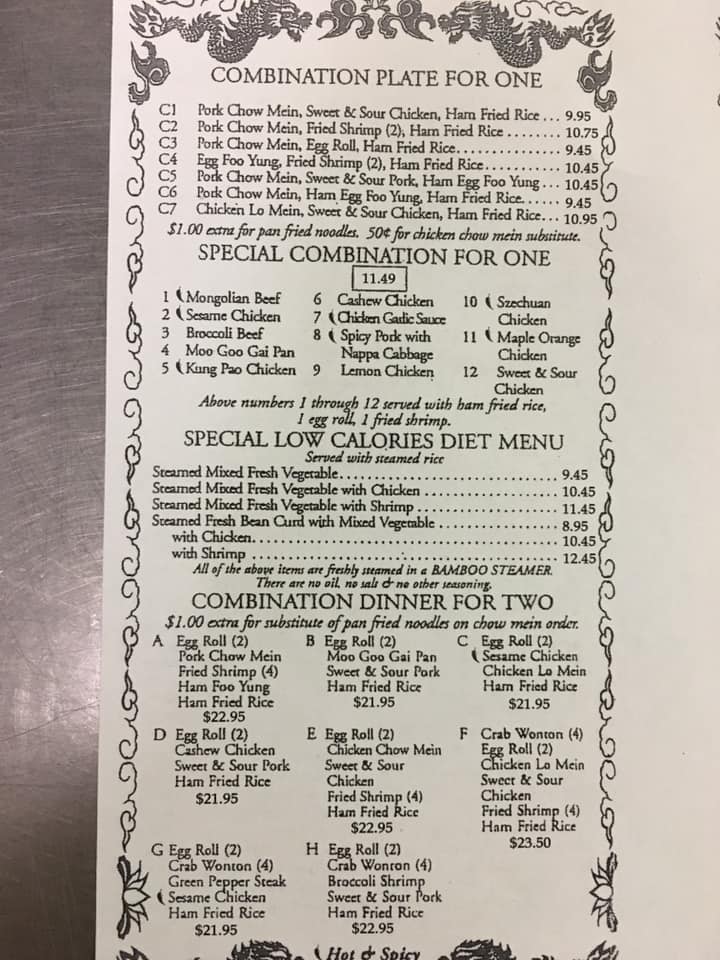 COMBINATION PLATE FOR ONE
C1 Pork Chow Mein, Sweet & Sour Chicken, Ham Fried Rice ... 9.95
C2 Pork Chow Mein, Fried Shrimp (2), Ham Fried Rice ........ 10.75
C3 Pork Chow Mein, Egg Roll, Ham Fried Rice............... 9.45
C4 Egg Foo Yung, Fried Shrimp (2), Ham Fried Rice........... 10.45
C5 Pork Chow Mein, Sweet & Sour Pork, Ham Egg Foo Yung ... 10.45
C6 Pork Chow Mein, Ham Egg Foo Yung, Ham Fried Rice...... 9.45
C7 Chicken Lo Mein, Sweet & Sour Chicken, Ham Fried Rice... 10.95
$1.00 extra for pan fried noodles. 50¢ for chicken chow mein substitute.
SPECIAL COMBINATION FOR ONE
11.49
1 Mongolian Beef
2 Sesame Chicken
3 Broccoli Beef
4 Moo Goo Gai Pan
5 Kung Pao Chicken
6 Cashew Chicken
7 Chicken Garlic Sauce
8 Spicy Pork with
Nappa Cabbage
9 Lemon Chicken
10 Szechuan
Chicken
11 Maple Orange
Chicken
12 Sweet & Sour
Chicken
Above numbers 1 through 12 served with ham fried rice,
1 egg roll, 1 fried shrimp.
SPECIAL LOW CALORIES DIET MENU
Served with steamed rice
Steamed Mixed Fresh Vegetable................................ 9.45
Steamed Mixed Fresh Vegetable with Chicken .................... 10.45
Steamed Mixed Fresh Vegetable with Shrimp ..................... 11.45
Steamed Fresh Bean Curd with Mixed Vegetable .................. 8.95
with Chicken............................................. 10.45
with Shrimp ............................................. 12.45
All of the above items are freshly steamed in a BAMBOO STEAMER.
There are no oil, no salt & no other seasoning.
COMBINATION DINNER FOR TWO
$1.00 extra for substitute of pan fried noodles on chow mein order.
A Egg Roll (2)
Pork Chow Mein
Fried Shrimp (4)
Ham Foo Yung
Ham Fried Rice
$22.95
B Egg Roll (2)
Moo Goo Gai Pan
Sweet & Sour Pork
Ham Fried Rice
$21.95
C Egg Roll (2)
Sesame Chicken
Chicken Lo Mein
Ham Fried Rice
$21.95
D Egg Roll (2)
Cashew Chicken
Sweet & Sour Pork
Ham Fried Rice
$21.95
E Egg Roll (2)
Chicken Chow Mein
Sweet & Sour
Chicken
Fried Shrimp (4)
Ham Fried Rice
$22.95
F Crab Wonton (4)
Egg Roll (2)
Chicken Lo Mein
Sweet & Sour
Chicken
Fried Shrimp (4)
Ham Fried Rice
$23.50
G Egg Roll (2)
Crab Wonton (4)
Green Pepper Steak
Sesame Chicken
Ham Fried Rice
$21.95
H Egg Roll (2)
Crab Wonton (4)
Broccoli Shrimp
Sweet & Sour Pork
Ham Fried Rice
$22.95
Hot & Spicy